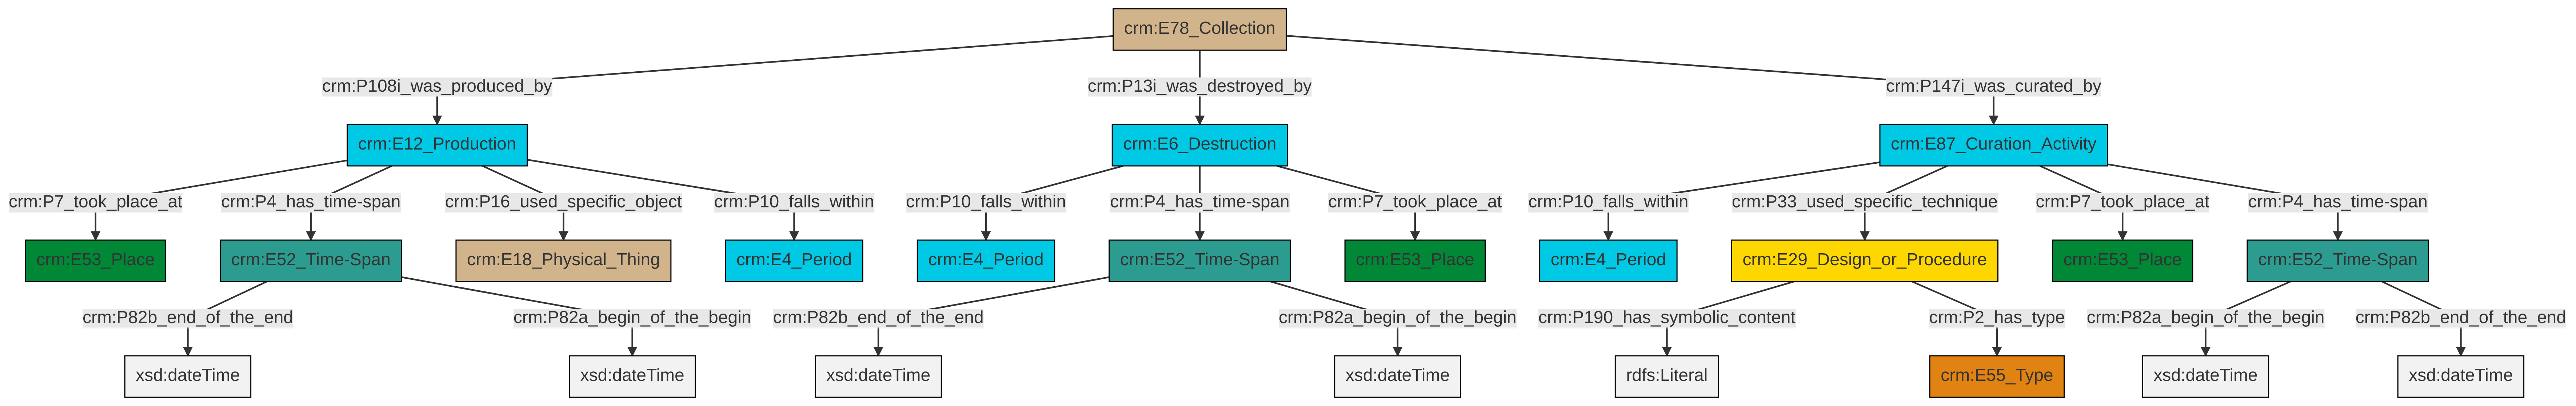 crm:E78_Collection
crm:P108i_was_produced_by
crm:P13i_was_destroyed_by
crm:P147i_was_curated_by
crm:E12_Production
crm:E6_Destruction
crm:E87_Curation_Activity
crm:P7_took_place_at
crm:P4_has_time-span
crm:P16_used_specific_object
crm:P10_falls_within
crm:P10_falls_within
crm:P4_has_time-span
crm:P7_took_place_at
crm:P10_falls_within
crm:P33_used_specific_technique
crm:P7_took_place_at
crm:P4_has_time-span
crm:E53_Place
crm:E52_Time-Span
crm:E18_Physical_Thing
crm:E4_Period
crm:E4_Period
crm:E52_Time-Span
crm:E53_Place
crm:E4_Period
crm:E29_Design_or_Procedure
crm:E53_Place
crm:E52_Time-Span
crm:P82b_end_of_the_end
crm:P82a_begin_of_the_begin
crm:P82b_end_of_the_end
crm:P82a_begin_of_the_begin
crm:P190_has_symbolic_content
crm:P2_has_type
crm:P82a_begin_of_the_begin
crm:P82b_end_of_the_end
xsd:dateTime
xsd:dateTime
xsd:dateTime
xsd:dateTime
rdfs:Literal
crm:E55_Type
xsd:dateTime
xsd:dateTime